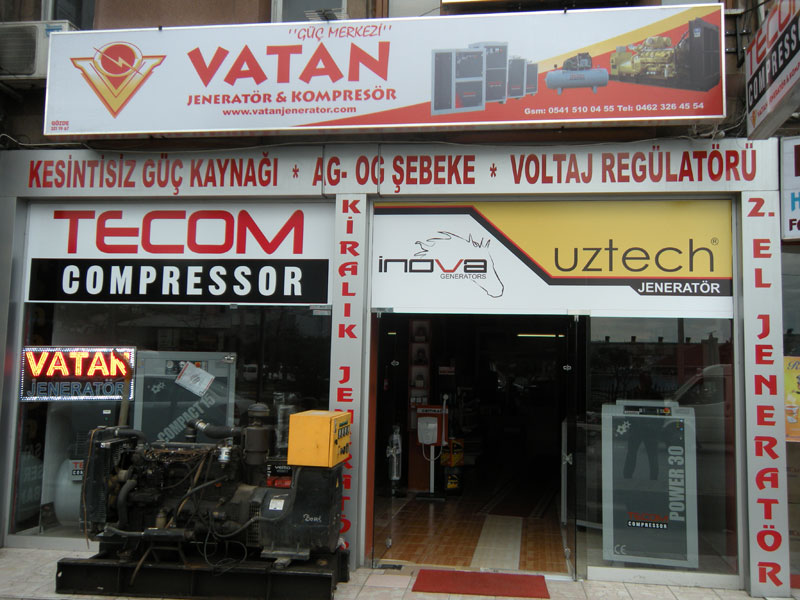 "GÜÇ MERKEZİ"
VATAN
JENERATÖR & KOMPRESÖR
www.vatanjenerator.com
Gsm: 0541 510 04 55 Tel: 0462 326 45 54
TECOM
KESİNTİSİZ GÜÇ KAYNAĞI * AG- OG ŞEBEKE * VOLTAJ REGÜLATÖRÜ
TECOM
COMPRESSOR
KİRALIK
inova
GENERATORS
uztech®
JENERATÖR
2. EL JENERATÖR
VATAN
JENERATÖR
COMPACT
TECOM
COMPRESSOR
POWER 30